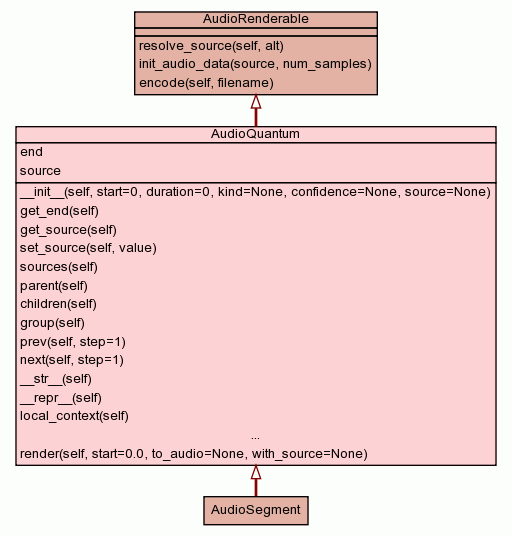 AudioRenderable
resolve_source(self, alt)
init_audio_data(source, num_samples)
encode(self, filename)
AudioQuantum
end
source
__init__(self, start=0, duration=0, kind=None, confidence=None, source=None)
get_end(self)
get_source(self)
set_source(self, value)
sources(self)
parent(self)
children(self)
group(self)
prev(self, step=1)
next(self, step=1)
__str__(self)
__repr__(self)
local_context(self)
...
render(self, start=0.0, to_audio=None, with_source=None)
AudioSegment